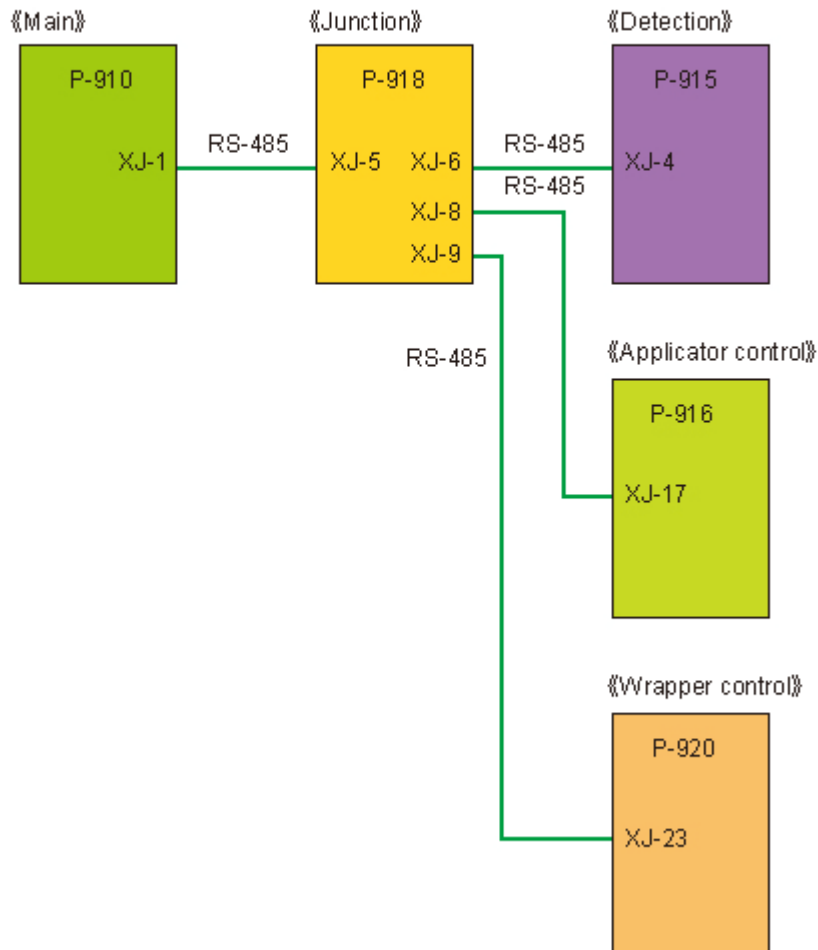 《Main》
《Junction》
《Detection》
P-910
P-918
P-915
RS-485
RS-485
XJ-1
XJ-5
XJ-6
XJ-4
RS-485
XJ-8
XJ-9
RS-485
《Applicator control》
P-916
XJ-17
《Wrapper control》
P-920
XJ-23